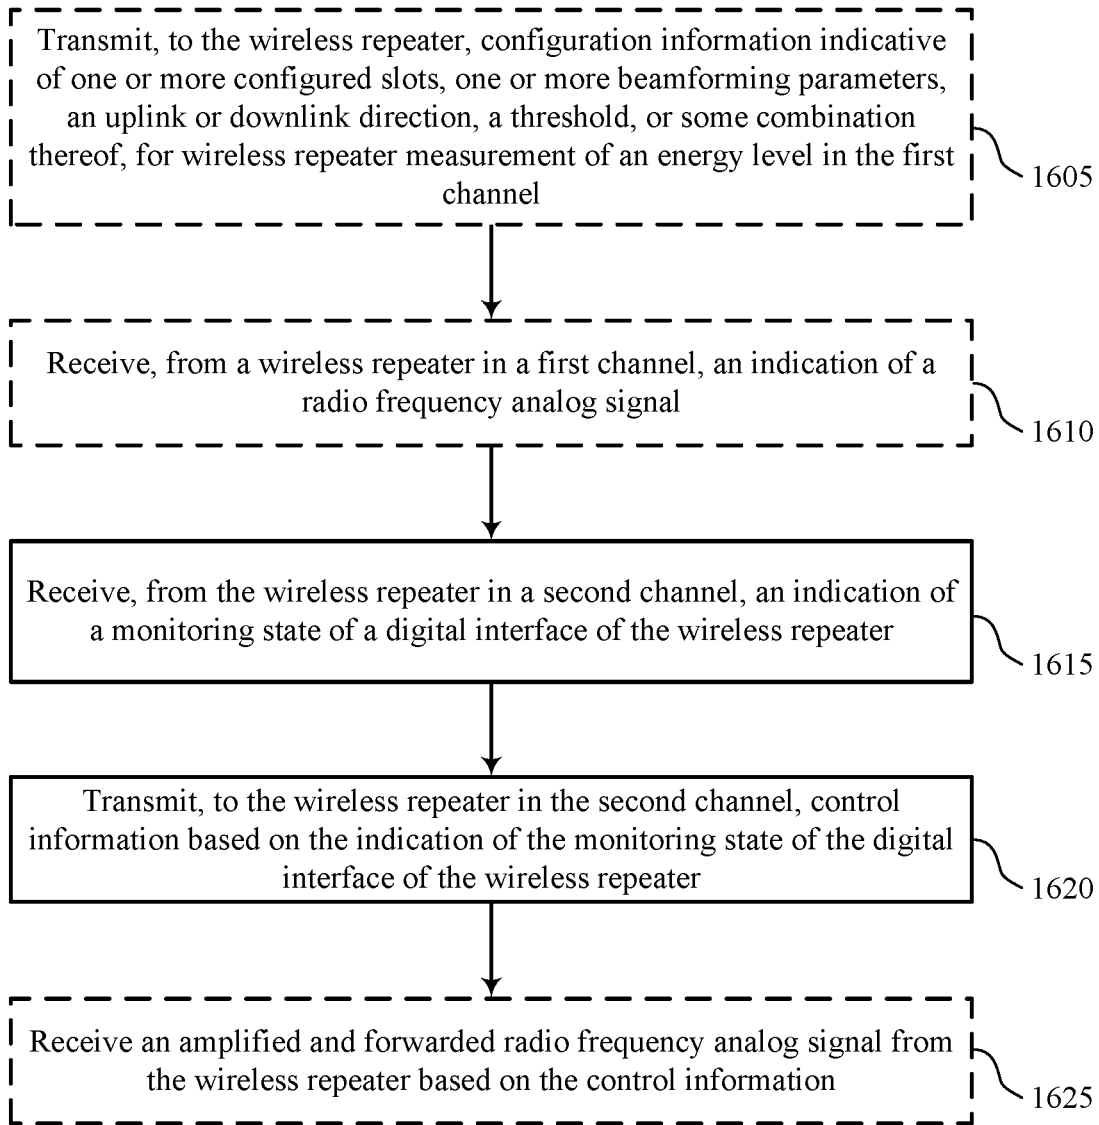 Transmit, to the wireless repeater, configuration information indicative
of one or more configured slots, one or more beamforming parameters,
an uplink or downlink direction, a threshold, or some combination
thereof, for wireless repeater measurement of an energy level in the first
channel
1605
Receive, from a wireless repeater in a first channel, an indication of a
radio frequency analog signal
1610
Receive, from the wireless repeater in a second channel, an indication of
a monitoring state of a digital interface of the wireless repeater
1615
Transmit, to the wireless repeater in the second channel, control
information based on the indication of the monitoring state of the digital
interface of the wireless repeater
1620
Receive an amplified and forwarded radio frequency analog signal from
the wireless repeater based on the control information
1625